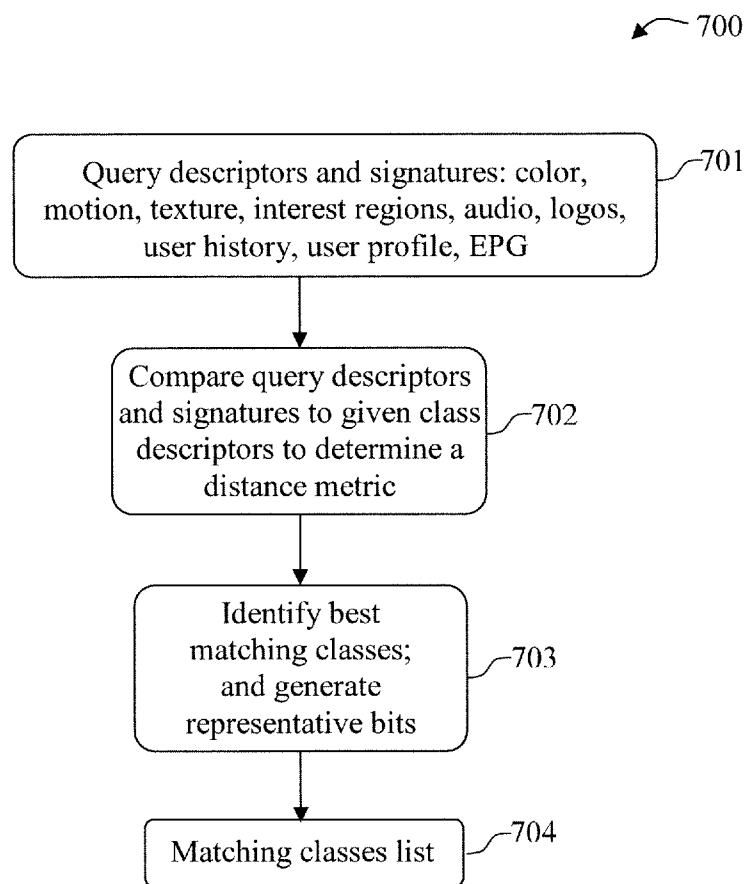 700
Query descriptors and signatures: color,
motion, texture, interest regions, audio, logos,
user history, user profile, EPG
701
Compare query descriptors
and signatures to given class
descriptors to determine a
distance metric
702
Identify best
matching classes;
and generate
representative bits
703
Matching classes list
704